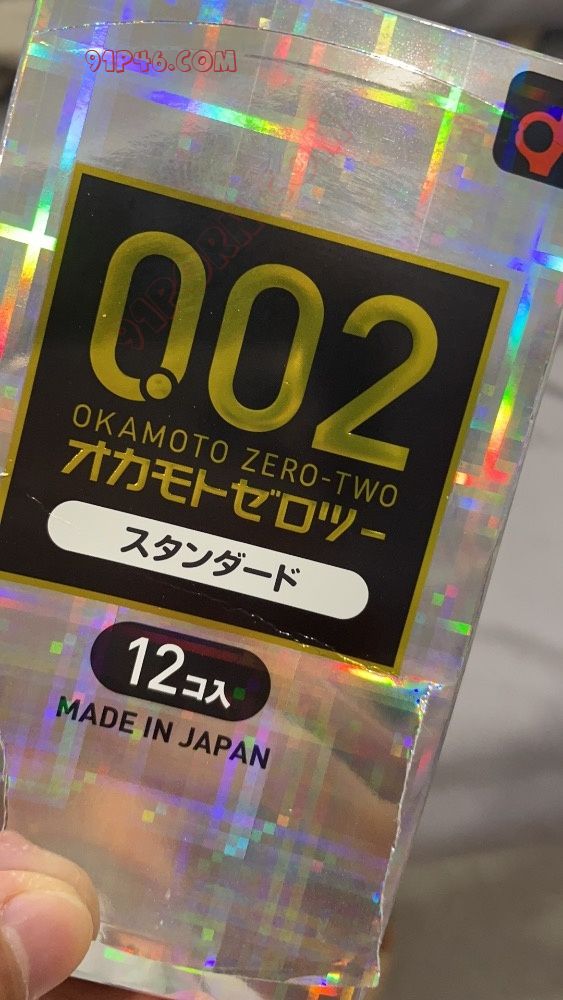 91P46.COM
0.02
OKAMOTO ZERO-TWO
オカモトゼロツー
スタンダード
12コ入
MADE IN JAPAN